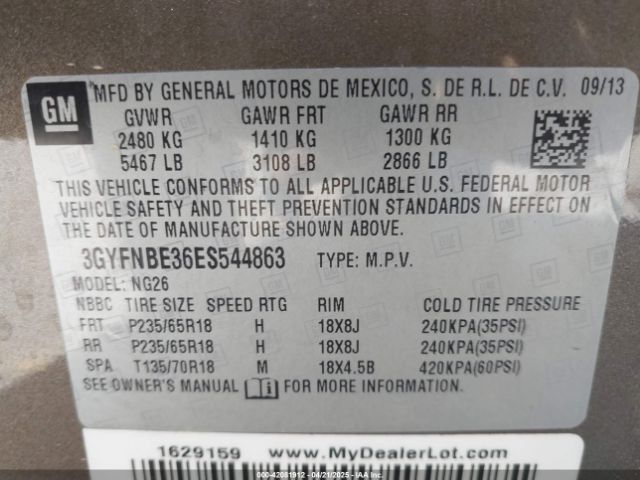 GM MFD BY GENERAL MOTORS DE MEXICO, S. DE R.L. DE C.V. 09/13
GVWR GAWR FRT GAWR RR
2480 KG 1410 KG 1300 KG
5467 LB 3108 LB 2866 LB
THIS VEHICLE CONFORMS TO ALL APPLICABLE U.S. FEDERAL MOTOR
VEHICLE SAFETY AND THEFT PREVENTION STANDARDS IN EFFECT ON
THE DATE OF MANUFACTURE SHOWN ABOVE.
3GYFNBE36ES544863 TYPE: M.P.V.
MODEL: NG26
NBBC TIRE SIZE SPEED RTG RIM COLD TIRE PRESSURE
FRT P235/65R18 H 18X8J 240KPA(35PSI)
RR P235/65R18 H 18X8J 240KPA(35PSI)
SPA T135/70R18 M 18X4.5B 420KPA(60PSI)
SEE OWNER'S MANUAL FOR MORE INFORMATION.
1629159 www.MyDealerLot.com
000-42081912 - 04/21/2025 - IAA Inc.